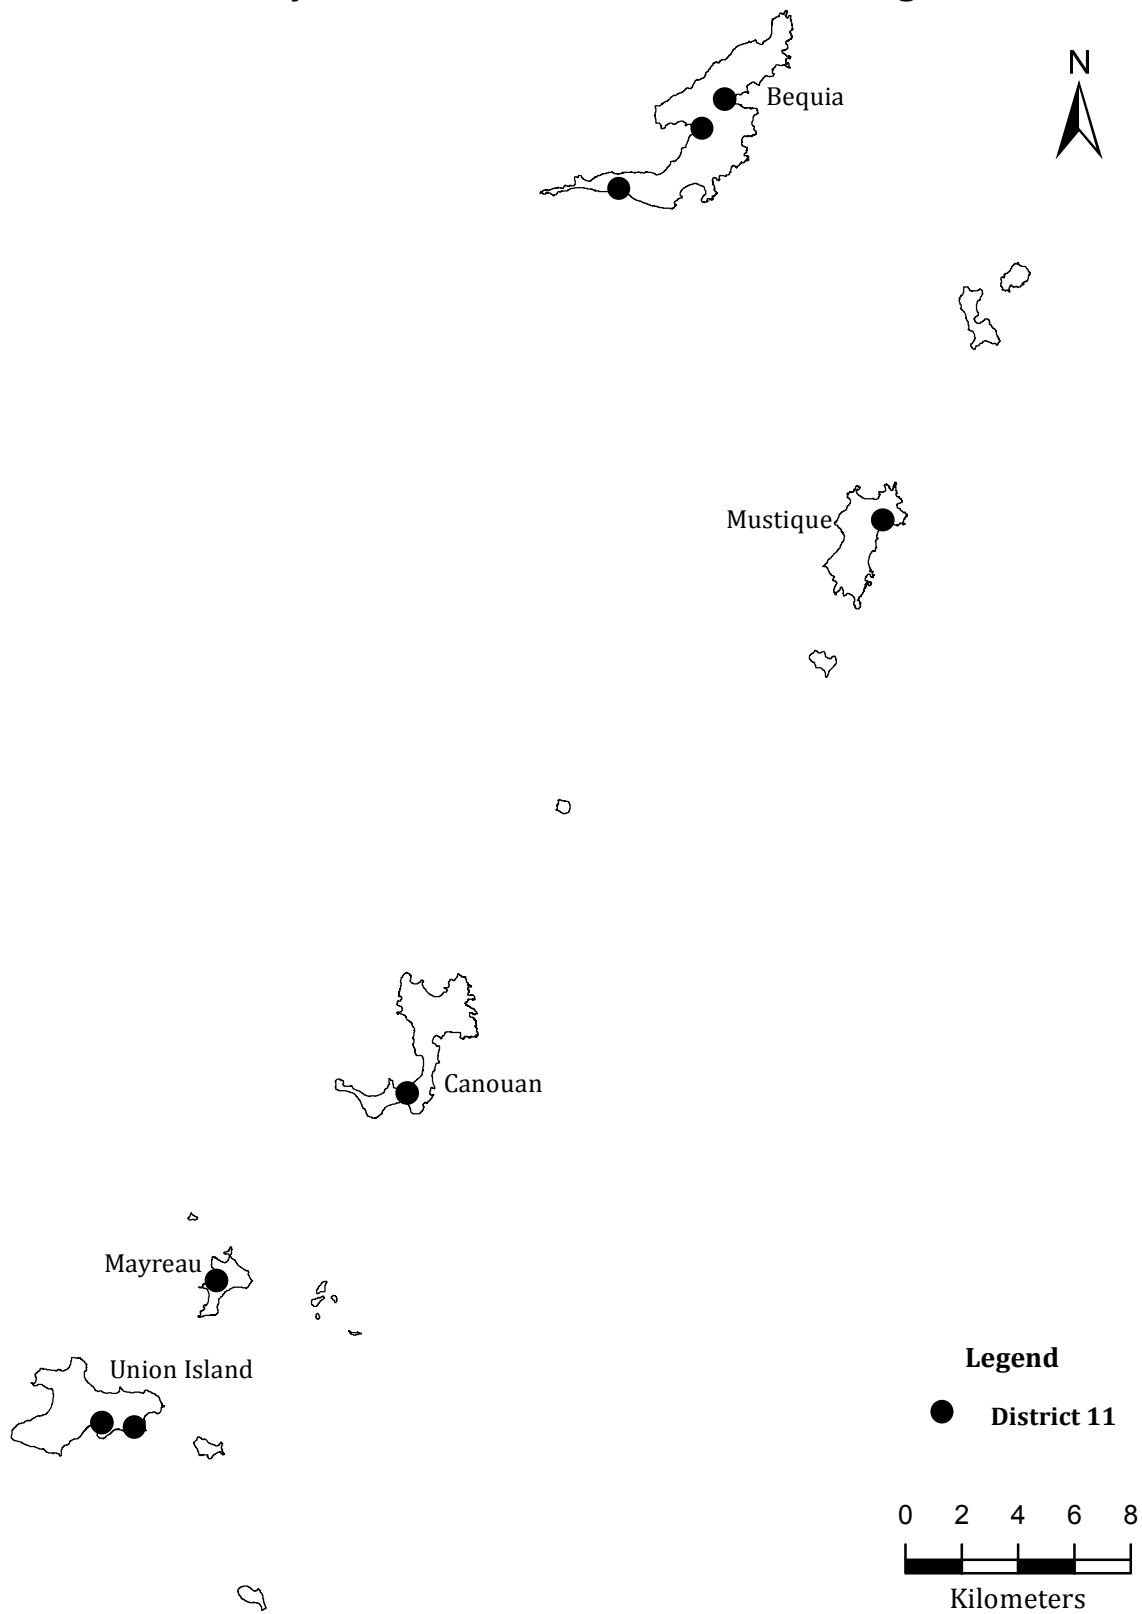 Bequia
N
Mustique
Canouan
Mayreau
Union Island
Legend
District 11
0 2 4 6 8
Kilometers